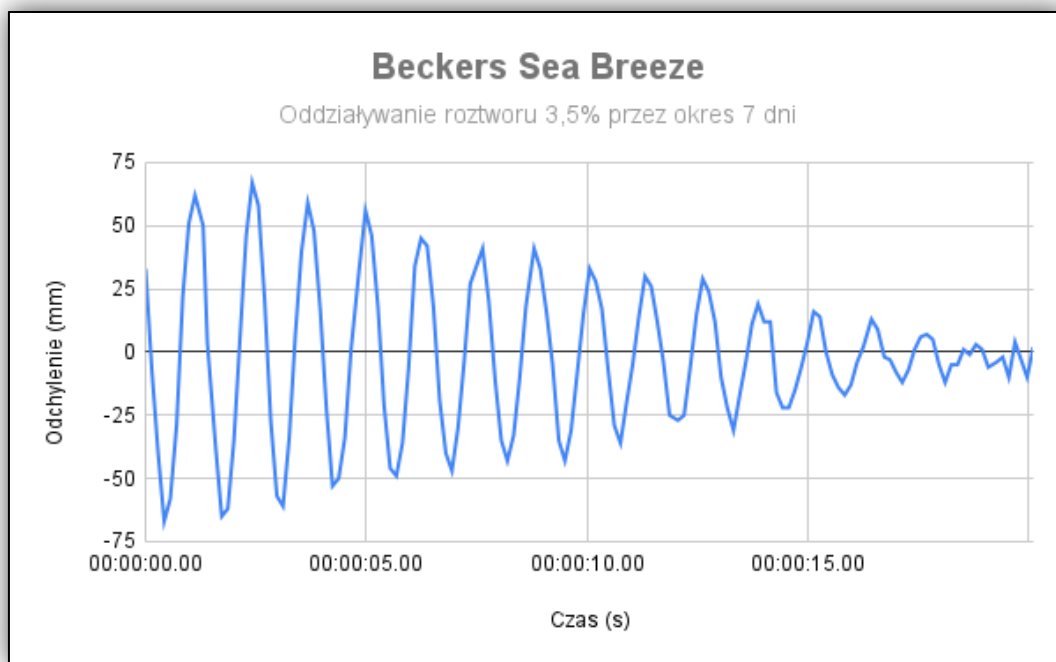 Beckers Sea Breeze
Oddziaływanie roztworu 3,5% przez okres 7 dni
Odchylenie (mm)
75
50
25
0
-25
-50
-75
00:00:00.00 00:00:05.00 00:00:10.00 00:00:15.00
Czas (s)